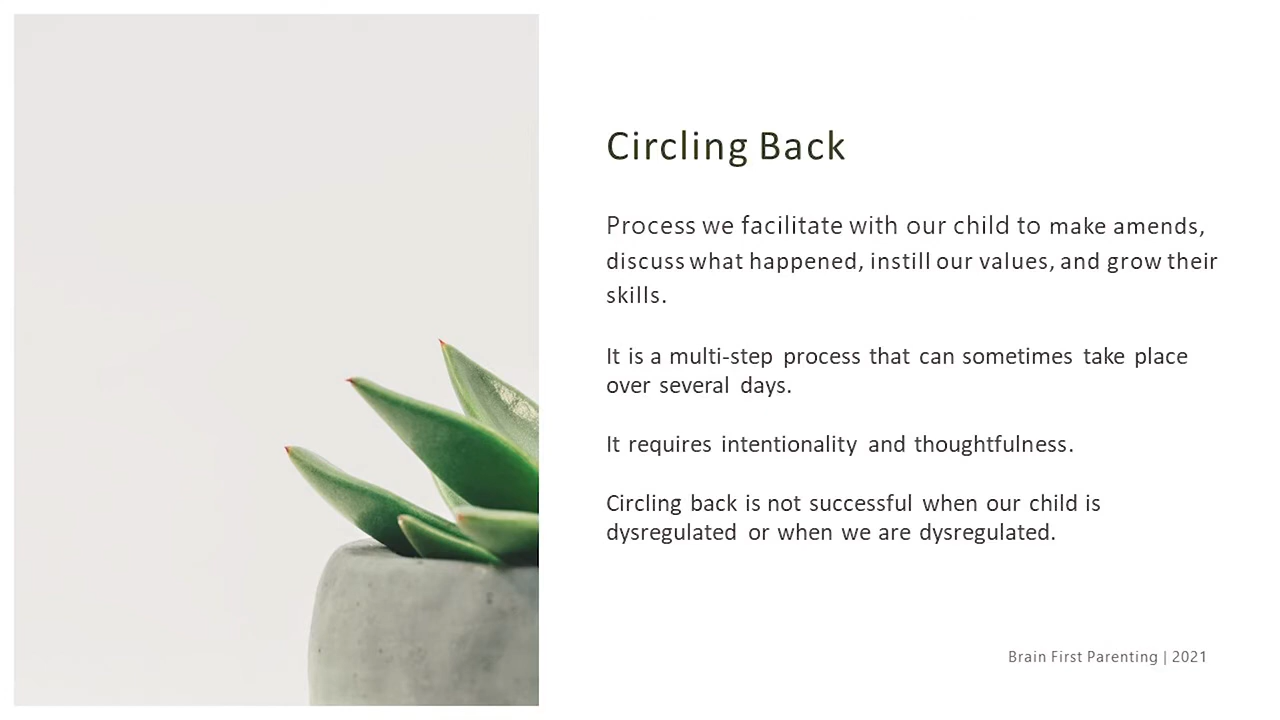 Circling Back
Process we facilitate with our child to make amends,
discuss what happened, instill our values, and grow their
skills.
It is a multi-step process that can sometimes take place
over several days.
It requires intentionality and thoughtfulness.
Circling back is not successful when our child is
dysregulated or when we are dysregulated.
Brain First Parenting | 2021